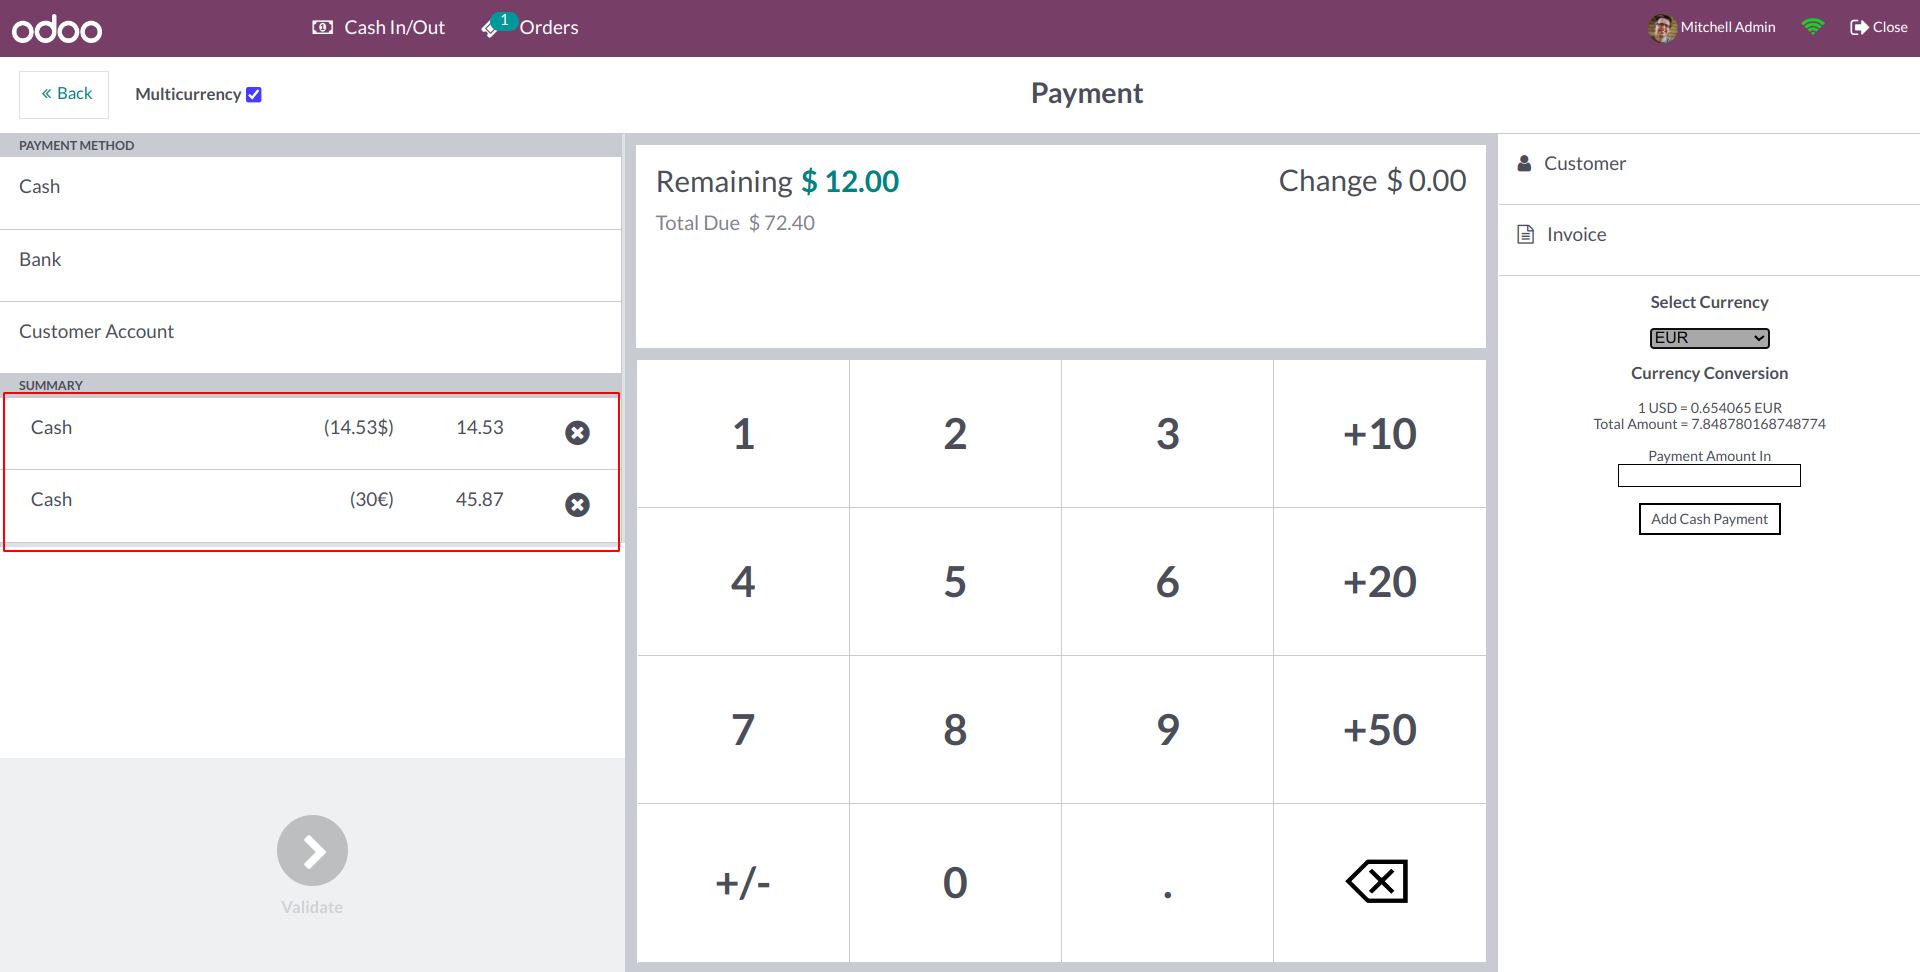 odoo
Cash In/Out
1
Orders
Mitchell Admin
Close
« Back
Multicurrency
Payment
PAYMENT METHOD
Cash
Bank
Customer Account
SUMMARY
Cash (14.53$) 14.53
Cash (30€) 45.87
Validate
Remaining $ 12.00
Change $ 0.00
Total Due $ 72.40
1 2 3 +10
4 5 6 +20
7 8 9 +50
+/- 0 .
Customer
Invoice
Select Currency
EUR
Currency Conversion
1 USD = 0.654065 EUR
Total Amount = 7.848780168748774
Payment Amount In
Add Cash Payment